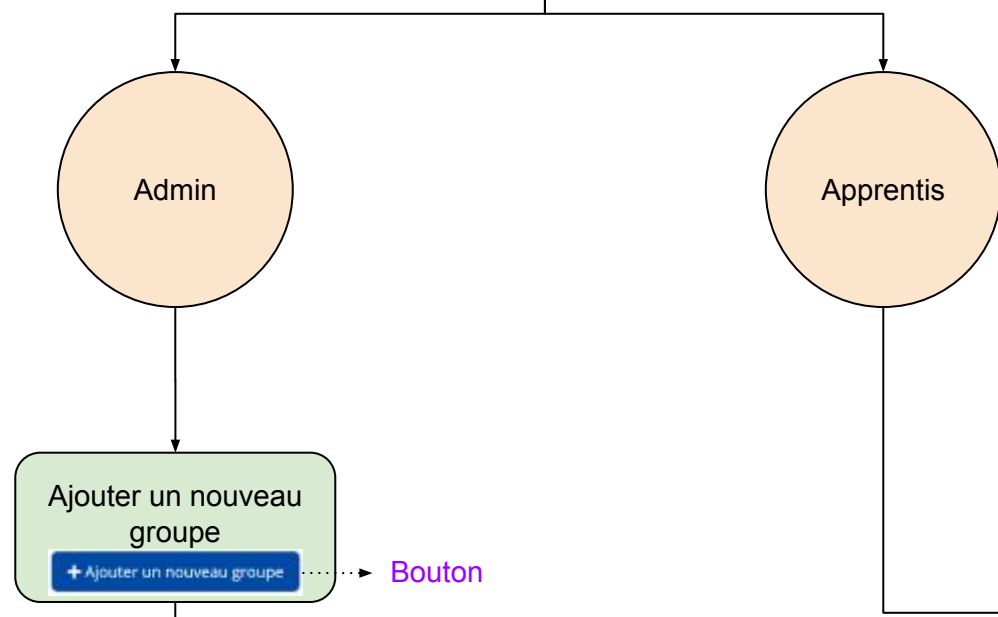 Admin
Apprentis
Ajouter un nouveau
groupe
+ Ajouter un nouveau groupe
Bouton